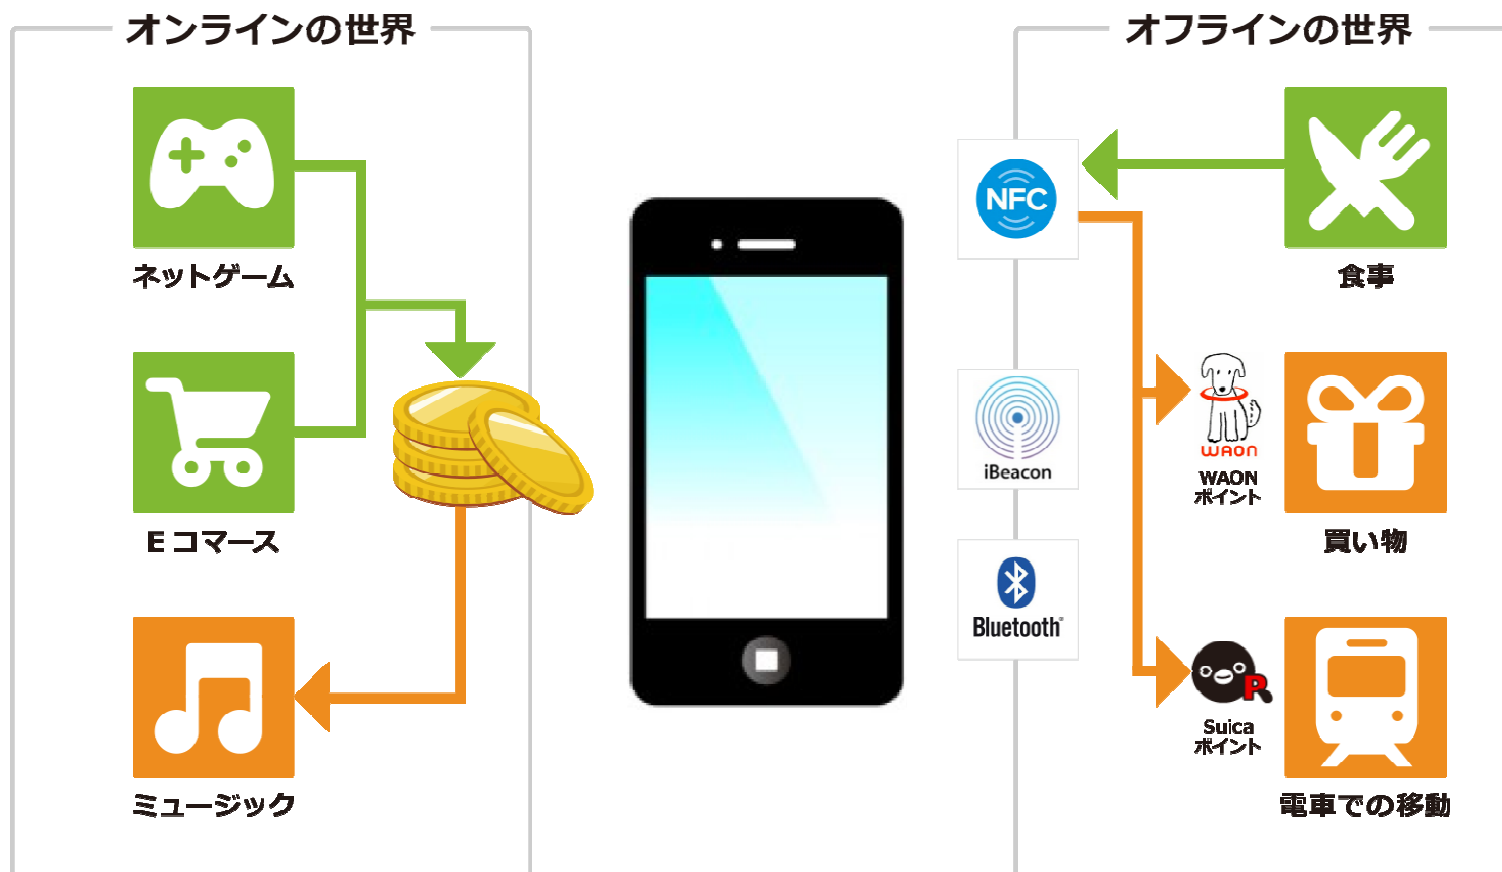 オンラインの世界
ネットゲーム
Eコマース
ミュージック
NFC
iBeacon
Bluetooth
オフラインの世界
食事
WAON
WAON
ポイント
買い物
R
Suica
ポイント
電車での移動